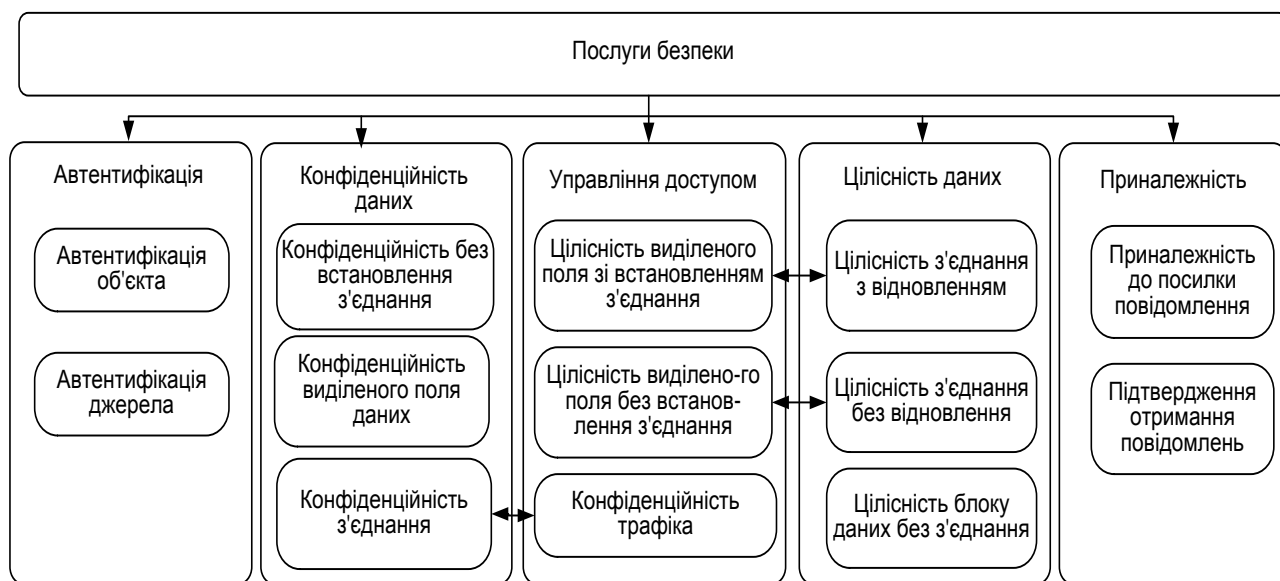 Послуги безпеки
Автентифікація
Автентифікація
об'єкта
Автентифікація
джерела
Конфіденційність
даних
Конфіденційність без
встановлення
з'єднання
Конфіденційність
виділеного поля
даних
Конфіденційність
з'єднання
Управління доступом
Цілісність виділеного
поля зі встановленням
з'єднання
Цілісність виділено-го
поля без встанов-
лення з'єднання
Конфіденційність
трафіка
Цілісність даних
Цілісність з'єднання
з відновленням
Цілісність з'єднання
без відновлення
Цілісність блоку
даних без з'єднання
Приналежність
Приналежність
до посилки
повідомлення
Підтвердження
отримання
повідомлень